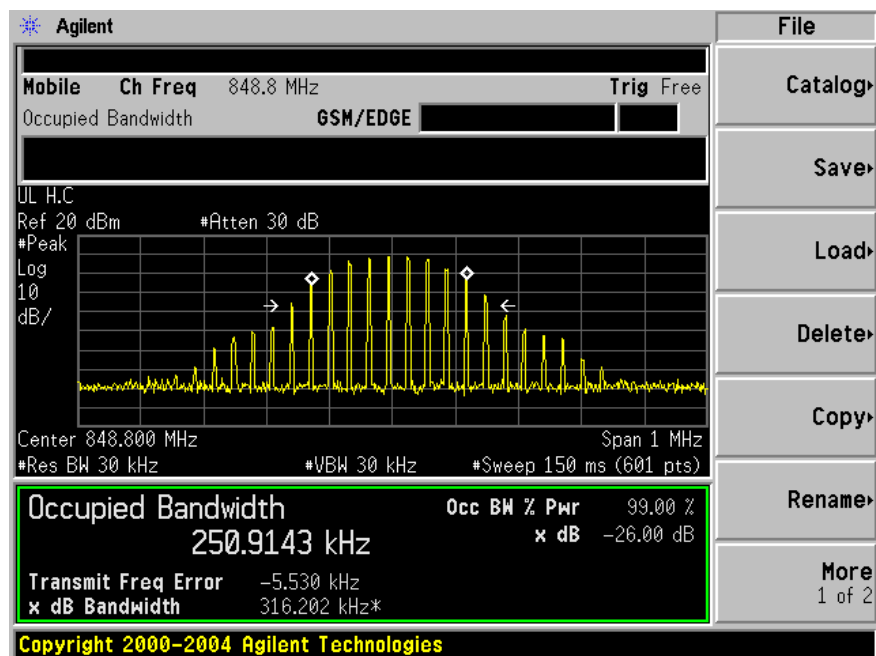 Agilent
File
Mobile Ch Freq 848.8 MHz Trig Free
Occupied Bandwidth GSM/EDGE
UL H.C
Ref 20 dBm #Atten 30 dB
#Peak
Log
10
dB/
Center 848.800 MHz Span 1 MHz
#Res BW 30 kHz #VBW 30 kHz #Sweep 150 ms (601 pts)
Occupied Bandwidth Occ BW % Pwr 99.00 %
250.9143 kHz x dB -26.00 dB
Transmit Freq Error -5.530 kHz
x dB Bandwidth 316.202 kHz*
Copyright 2000-2004 Agilent Technologies
Catalog
Save
Load
Delete
Copy
Rename
More
1 of 2